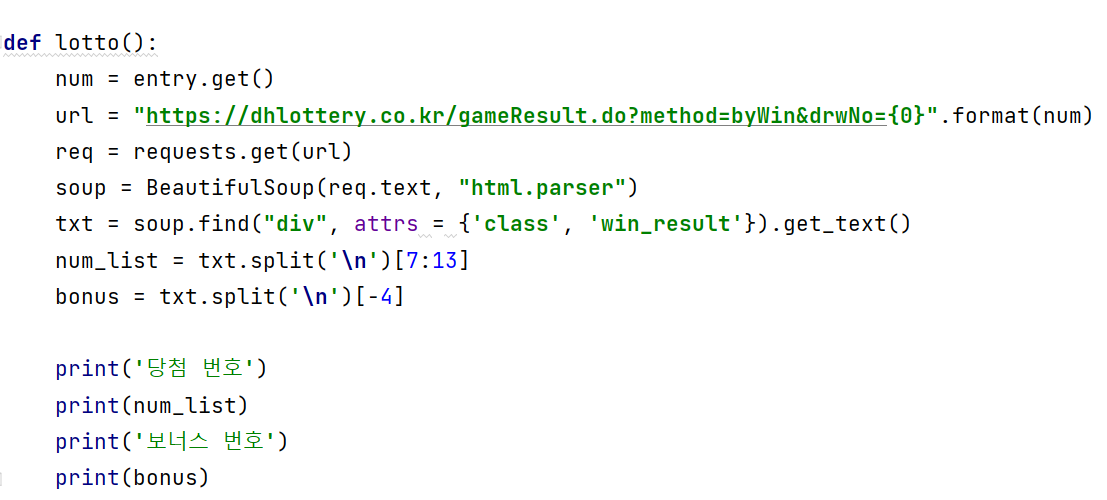 def lotto():
    num = entry.get()
    url = "https://dhlottery.co.kr/gameResult.do?method=byWin&drwNo={0}".format(num)
    req = requests.get(url)
    soup = BeautifulSoup(req.text, "html.parser")
    txt = soup.find("div", attrs = {'class', 'win_result'}).get_text()
    num_list = txt.split('\n')[7:13]
    bonus = txt.split('\n')[-4]
    print('당첨 번호')
    print(num_list)
    print('보너스 번호')
    print(bonus)